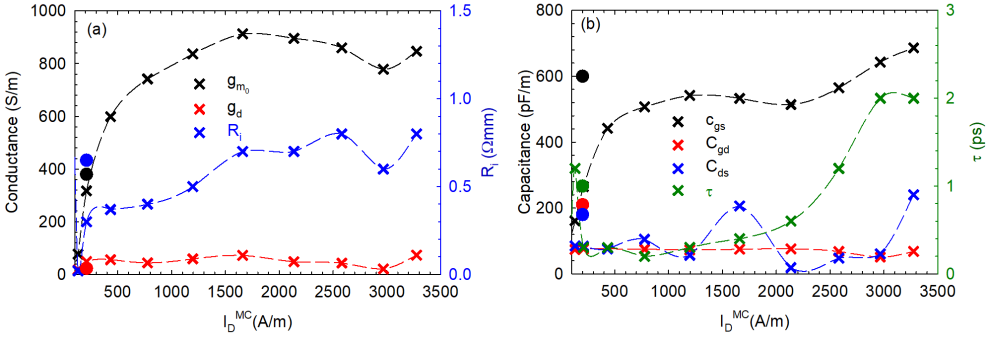 (a)
1000
800
600
400
200
0
Conductance (S/m)
1.5
1.0
0.5
0.0
R_i (Ωmm)
g_m0
g_d
R_i
500 1000 1500 2000 2500 3000 3500
I_D^MC(A/m)
(b)
800
600
400
200
0
Capacitance (pF/m)
3
2
1
0
τ (ps)
c_gs
C_gd
C_ds
τ
500 1000 1500 2000 2500 3000 3500
I_D^MC(A/m)